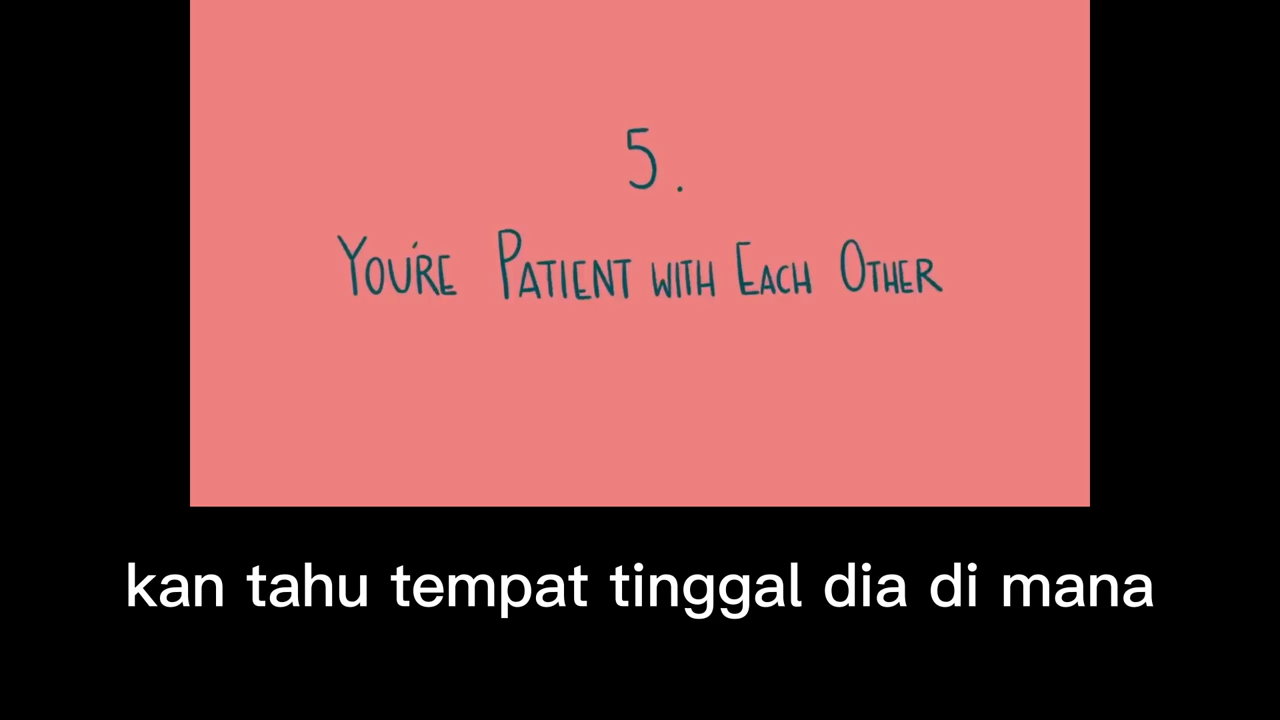 5.
You're Patient with Each Other
kan tahu tempat tinggal dia di mana